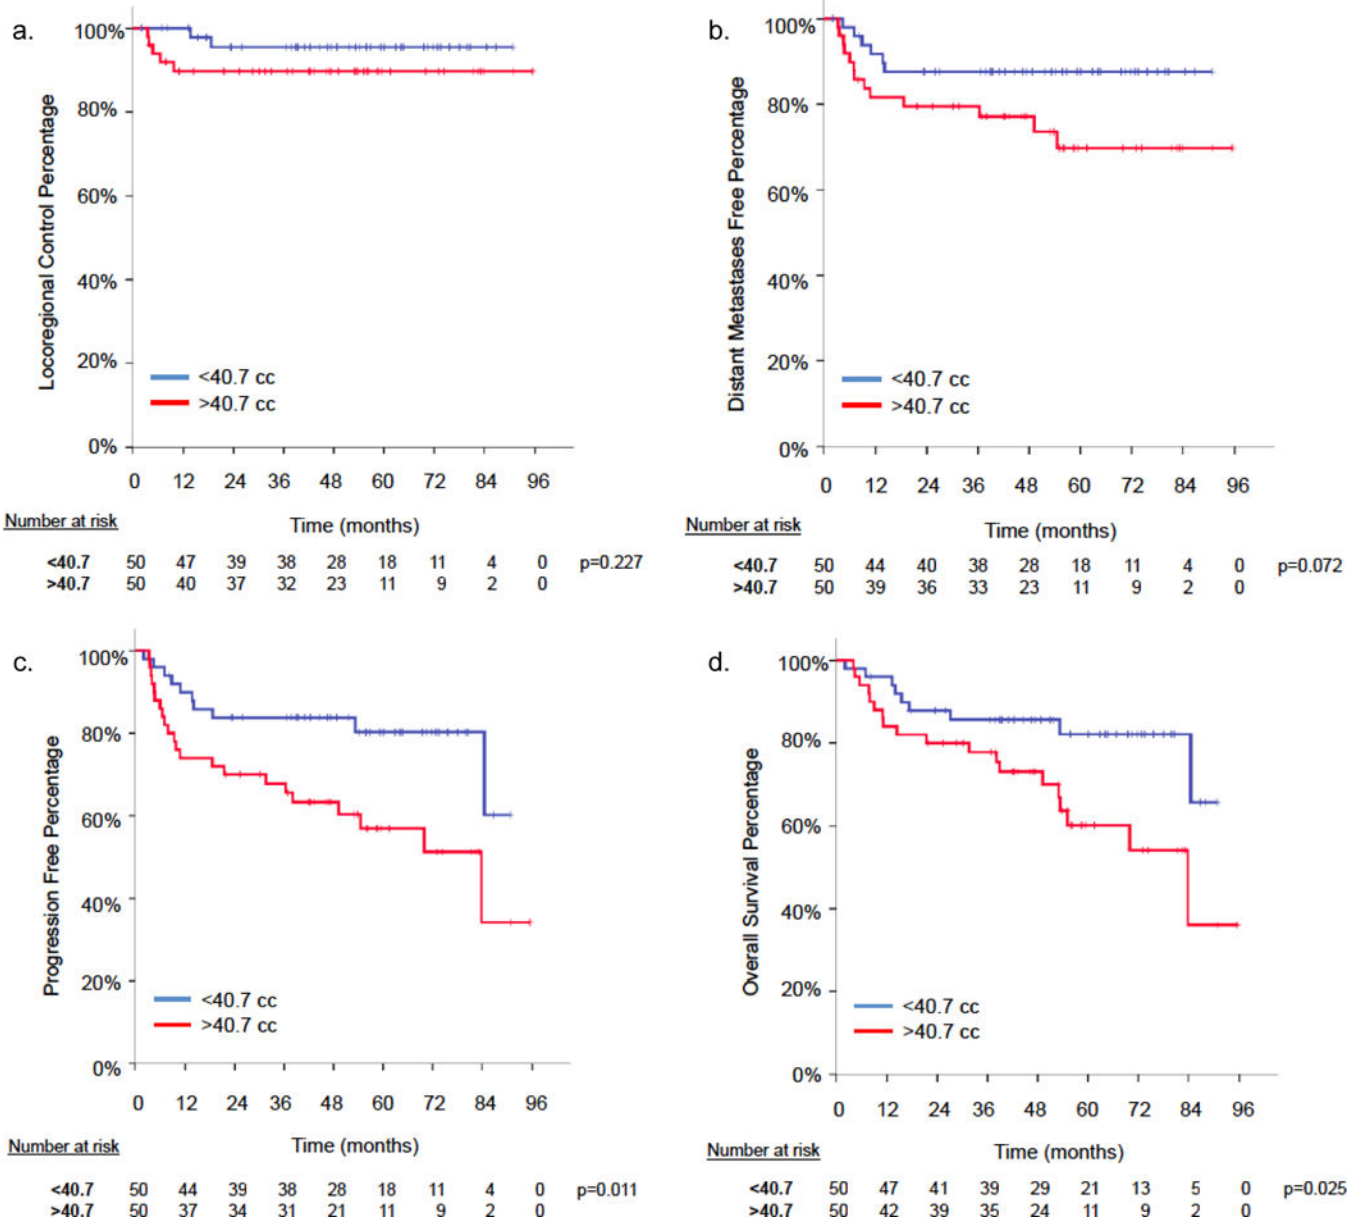 a.
Locoregional Control Percentage
100%
80%
60%
40%
20%
0%
<40.7 cc
>40.7 cc
0 12 24 36 48 60 72 84 96
Number at risk
Time (months)
<40.7 50 47 39 38 28 18 11 4 0 p=0.227
>40.7 50 40 37 32 23 11 9 2 0
b.
Distant Metastases Free Percentage
100%
80%
60%
40%
20%
0%
<40.7 cc
>40.7 cc
0 12 24 36 48 60 72 84 96
Number at risk
Time (months)
<40.7 50 44 40 38 28 18 11 4 0 p=0.072
>40.7 50 39 36 33 23 11 9 2 0
c.
Progression Free Percentage
100%
80%
60%
40%
20%
0%
<40.7 cc
>40.7 cc
0 12 24 36 48 60 72 84 96
Number at risk
Time (months)
<40.7 50 44 39 38 28 18 11 4 0 p=0.011
>40.7 50 37 34 31 21 11 9 2 0
d.
Overall Survival Percentage
100%
80%
60%
40%
20%
0%
<40.7 cc
>40.7 cc
0 12 24 36 48 60 72 84 96
Number at risk
Time (months)
<40.7 50 47 41 39 29 21 13 5 0 p=0.025
>40.7 50 42 39 35 24 11 9 2 0